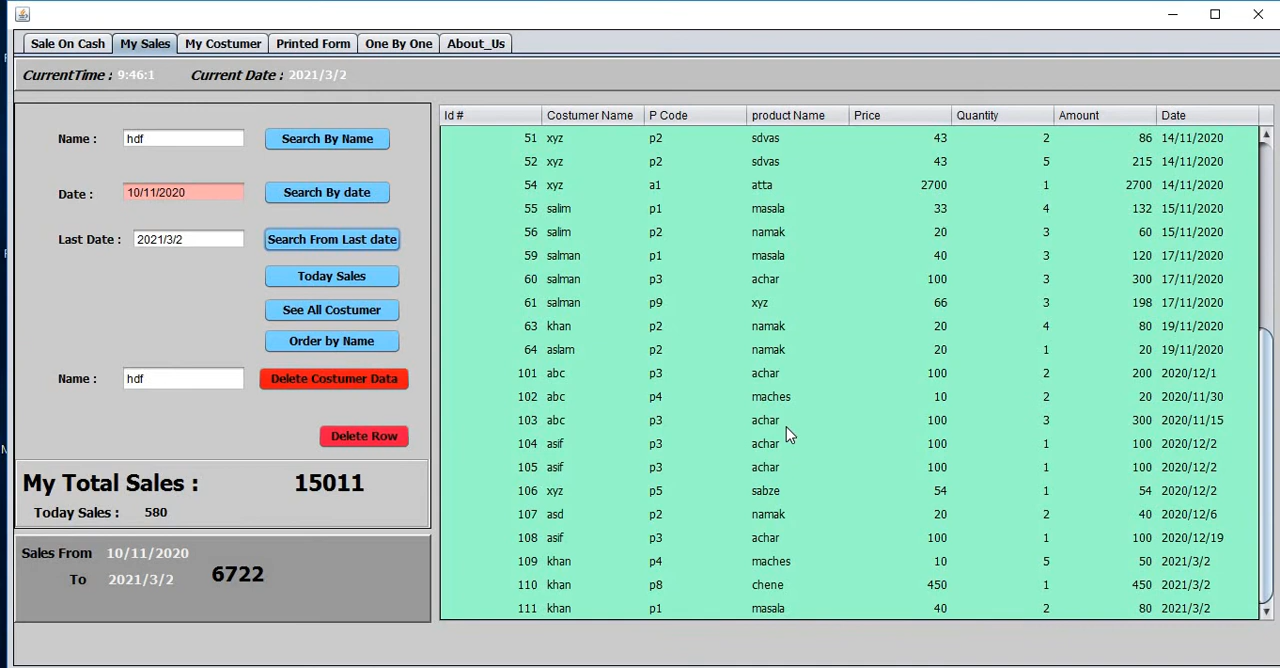 Sale On Cash My Sales My Costumer Printed Form One By One About_Us
CurrentTime : 9:46:1 Current Date : 2021/3/2
Name : hdf Search By Name
Date : 10/11/2020 Search By date
Last Date : 2021/3/2 Search From Last date
Today Sales
See All Costumer
Order by Name
Name : hdf Delete Costumer Data
Delete Row
My Total Sales : 15011
Today Sales : 580
Sales From 10/11/2020
To 2021/3/2 6722
Id # Costumer Name P Code product Name Price Quantity Amount Date
51 xyz p2 sdvas 43 2 86 14/11/2020
52 xyz p2 sdvas 43 5 215 14/11/2020
54 xyz a1 atta 2700 1 2700 14/11/2020
55 salim p1 masala 33 4 132 15/11/2020
56 salim p2 namak 20 3 60 15/11/2020
59 salman p1 masala 40 3 120 17/11/2020
60 salman p3 achar 100 3 300 17/11/2020
61 salman p9 xyz 66 3 198 17/11/2020
63 khan p2 namak 20 4 80 19/11/2020
64 aslam p2 namak 20 1 20 19/11/2020
101 abc p3 achar 100 2 200 2020/12/1
102 abc p4 maches 10 2 20 2020/11/30
103 abc p3 achar 100 3 300 2020/11/15
104 asif p3 achar 100 1 100 2020/12/2
105 asif p3 achar 100 1 100 2020/12/2
106 xyz p5 sabze 54 1 54 2020/12/2
107 asd p2 namak 20 2 40 2020/12/6
108 asif p3 achar 100 1 100 2020/12/19
109 khan p4 maches 10 5 50 2021/3/2
110 khan p8 chene 450 1 450 2021/3/2
111 khan p1 masala 40 2 80 2021/3/2